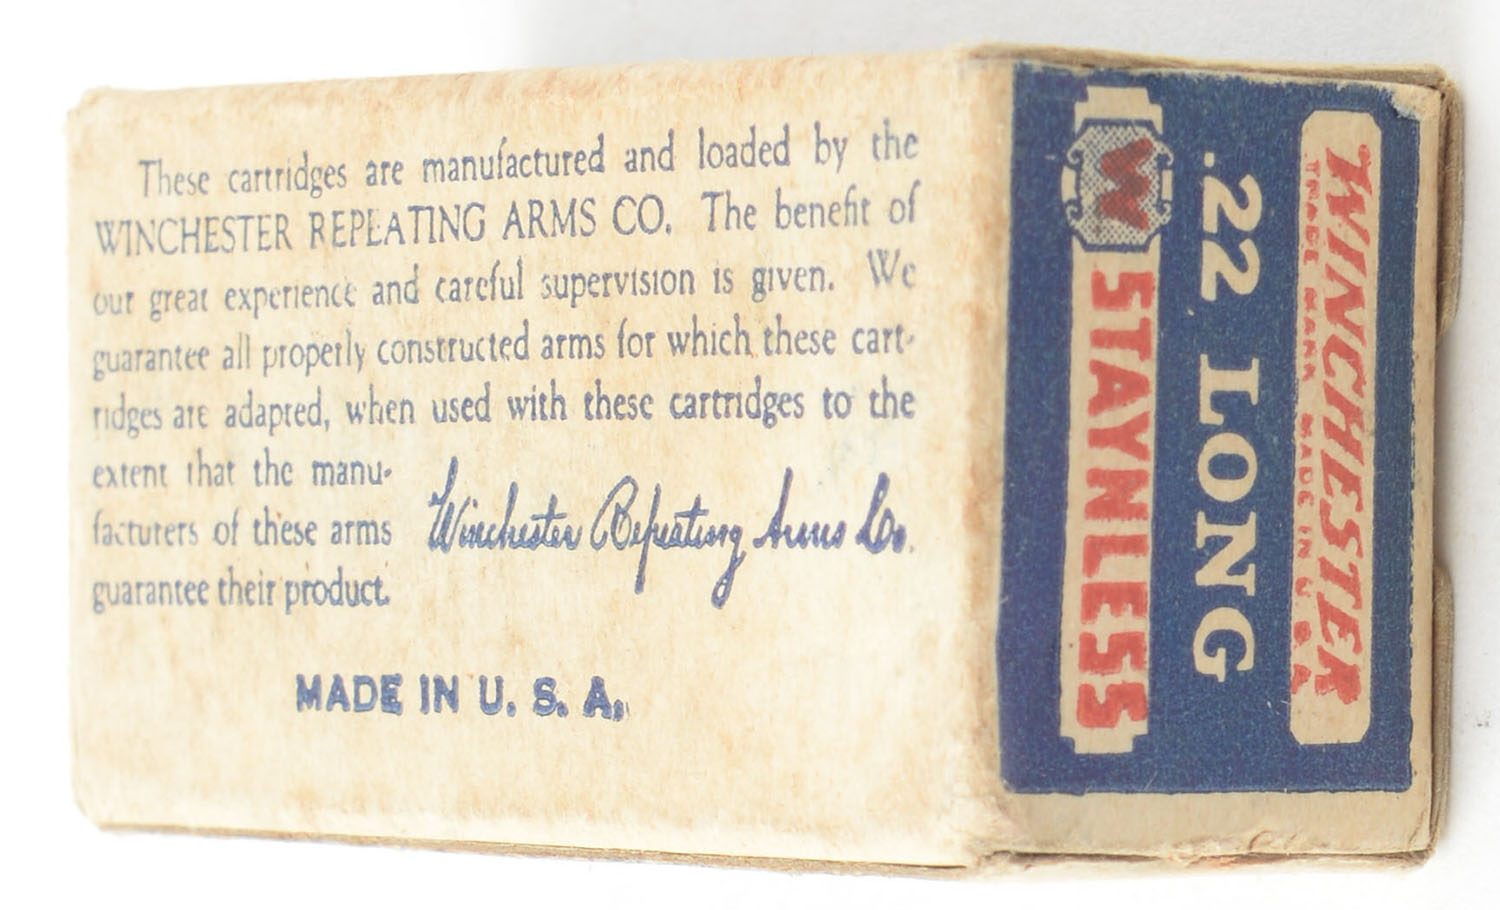 These cartridges are manufactured and loaded by the
WINCHESTER REPEATING ARMS CO. The benefit of
our great experience and careful supervision is given. We
guarantee all properly constructed arms for which these cart-
ridges are adapted, when used with these cartridges to the
extent that the manu-
facturers of these arms
guarantee their product.
Winchester Repeating Arms Co.
MADE IN U. S. A.
WINCHESTER
TRADE MARK MADE IN U. S. A.
.22 LONG
W STAYNLESS